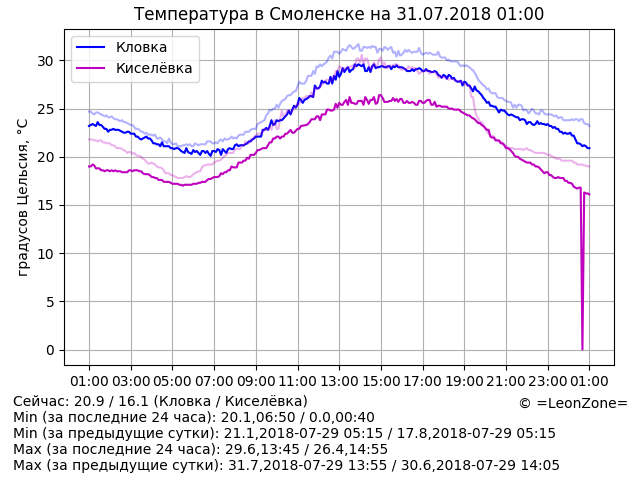 Температура в Смоленске на 31.07.2018 01:00
Кловка
Киселёвка
градусов Цельсия, °C
30
25
20
15
10
5
0
01:00 03:00 05:00 07:00 09:00 11:00 13:00 15:00 17:00 19:00 21:00 23:00 01:00
Сейчас: 20.9 / 16.1 (Кловка / Киселёвка)
© =LeonZone=
Min (за последние 24 часа): 20.1,06:50 / 0.0,00:40
Min (за предыдущие сутки): 21.1,2018-07-29 05:15 / 17.8,2018-07-29 05:15
Max (за последние 24 часа): 29.6,13:45 / 26.4,14:55
Max (за предыдущие сутки): 31.7,2018-07-29 13:55 / 30.6,2018-07-29 14:05